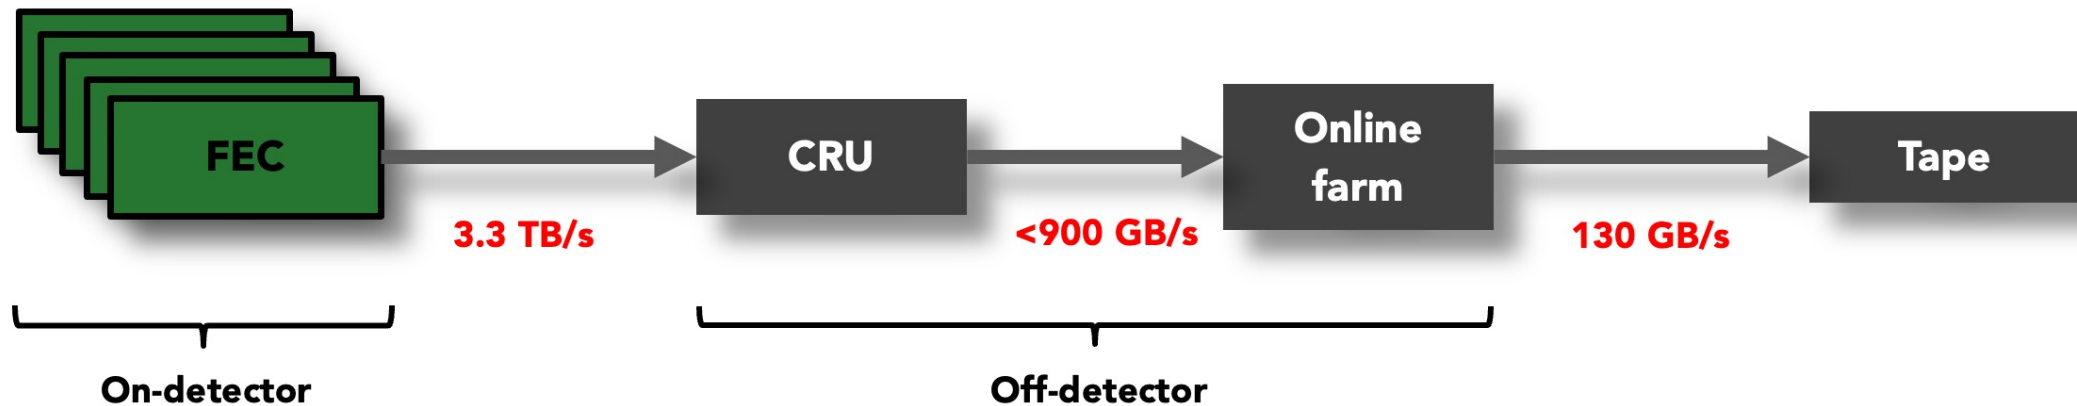 FEC
3.3 TB/s
CRU
<900 GB/s
Online
farm
130 GB/s
Tape
On-detector
Off-detector